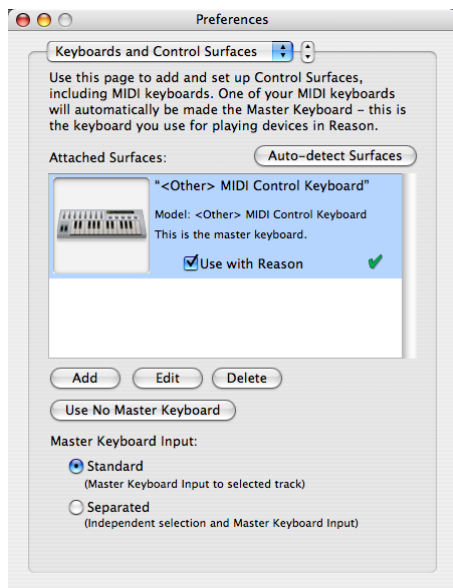 Preferences
Keyboards and Control Surfaces
Use this page to add and set up Control Surfaces,
including MIDI keyboards. One of your MIDI keyboards
will automatically be made the Master Keyboard – this is
the keyboard you use for playing devices in Reason.
Attached Surfaces:
Auto-detect Surfaces
"<Other> MIDI Control Keyboard"
Model: <Other> MIDI Control Keyboard
This is the master keyboard.
Use with Reason
Add
Edit
Delete
Use No Master Keyboard
Master Keyboard Input:
Standard
(Master Keyboard Input to selected track)
Separated
(Independent selection and Master Keyboard Input)